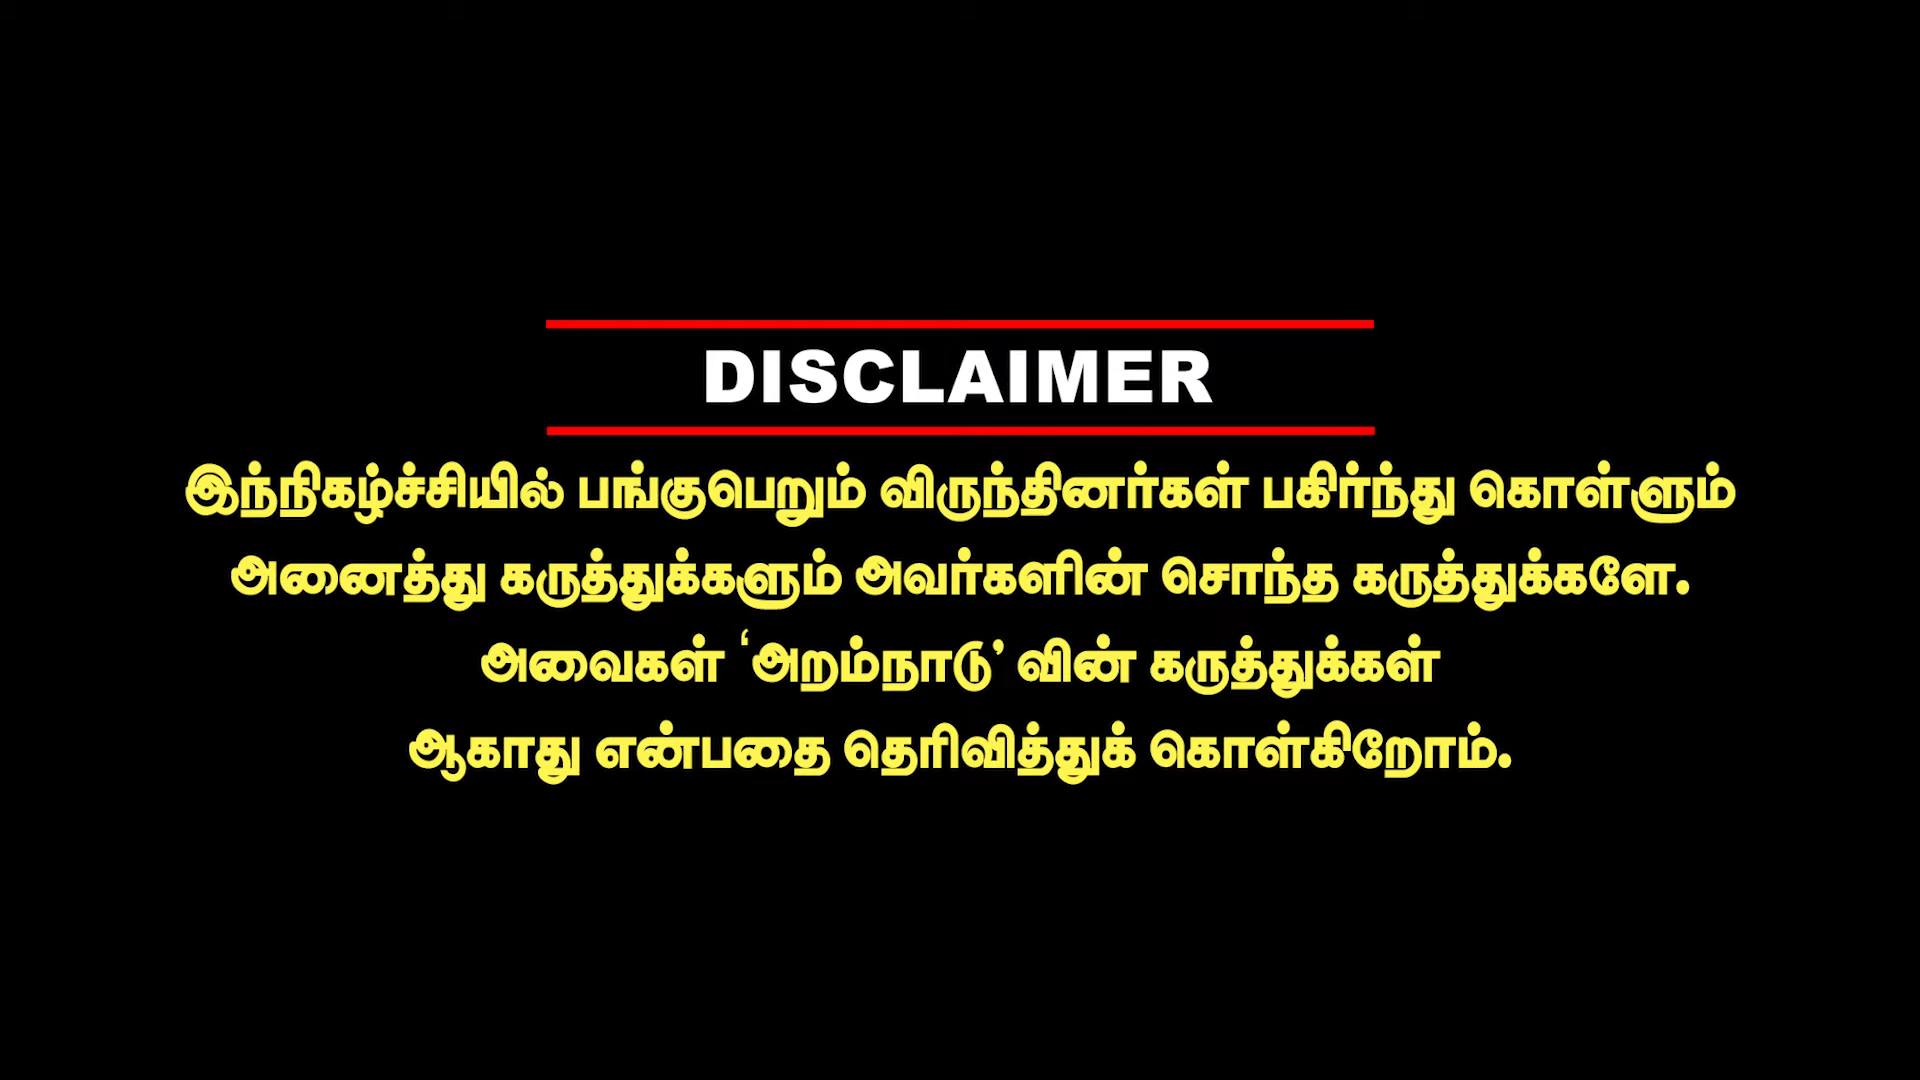 DISCLAIMER
இந்நிகழ்ச்சியில் பங்குபெறும் விருந்தினர்கள் பகிர்ந்து கொள்ளும்
அனைத்து கருத்துக்களும் அவர்களின் சொந்த கருத்துக்களே.
அவைகள் ‘அறம்நாடு’ வின் கருத்துக்கள்
ஆகாது என்பதை தெரிவித்துக் கொள்கிறோம்.